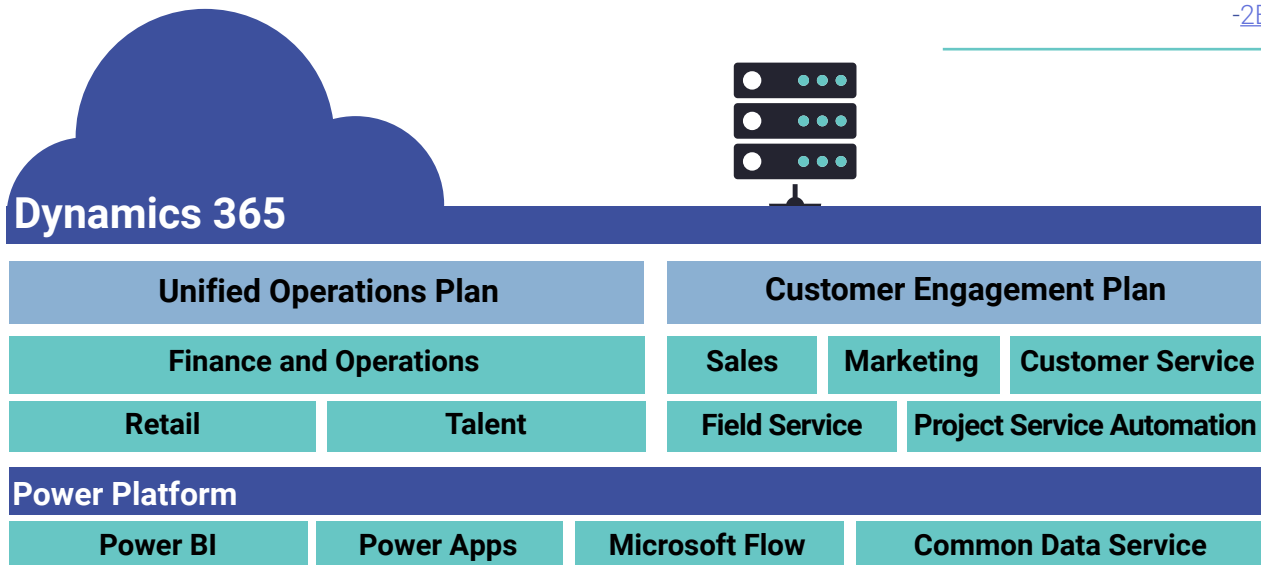 -2B
Dynamics 365
Unified Operations Plan
Customer Engagement Plan
Finance and Operations
Sales
Marketing
Customer Service
Retail
Talent
Field Service
Project Service Automation
Power Platform
Power BI
Power Apps
Microsoft Flow
Common Data Service